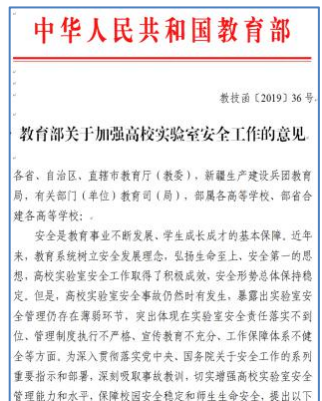 中华人民共和国教育部
教技函〔2019〕36号
教育部关于加强高校实验室安全工作的意见
各省、自治区、直辖市教育厅（教委），新疆生产建设兵团教育
局，有关部门（单位）教育司（局），部属各高等学校、部省合
建各高等学校：
安全是教育事业不断发展、学生成长成才的基本保障。近年
来，教育系统树立安全发展理念，弘扬生命至上、安全第一的思
想，高校实验室安全工作取得了积极成效，安全形势总体保持稳
定。但是，高校实验室安全事故仍然时有发生，暴露出实验室安
全管理仍存在薄弱环节，突出体现在实验室安全责任落实不到
位、管理制度执行不严格、宣传教育不充分、工作保障体系不健
全等方面。为深入贯彻落实党中央、国务院关于安全工作的系列
重要指示和部署，深刻吸取事故教训，切实增强高校实验室安全
管理能力和水平，保障校园安全稳定和师生生命安全，提出以下